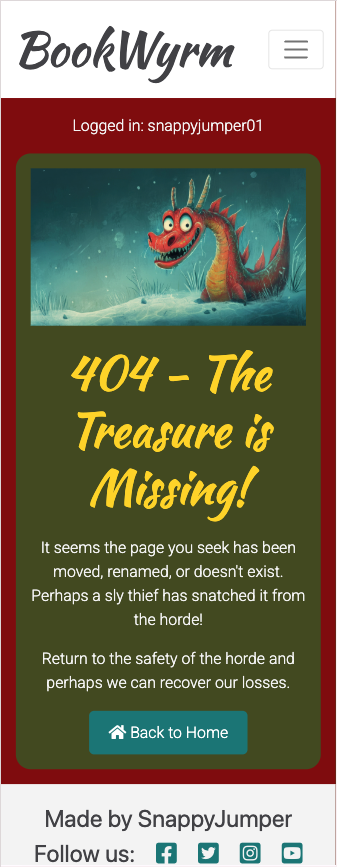 BookWyrm
Logged in: snappyjumper01
404 - The
Treasure is
Missing!
It seems the page you seek has been
moved, renamed, or doesn't exist.
Perhaps a sly thief has snatched it from
the horde!
Return to the safety of the horde and
perhaps we can recover our losses.
Back to Home
Made by SnappyJumper
Follow us: